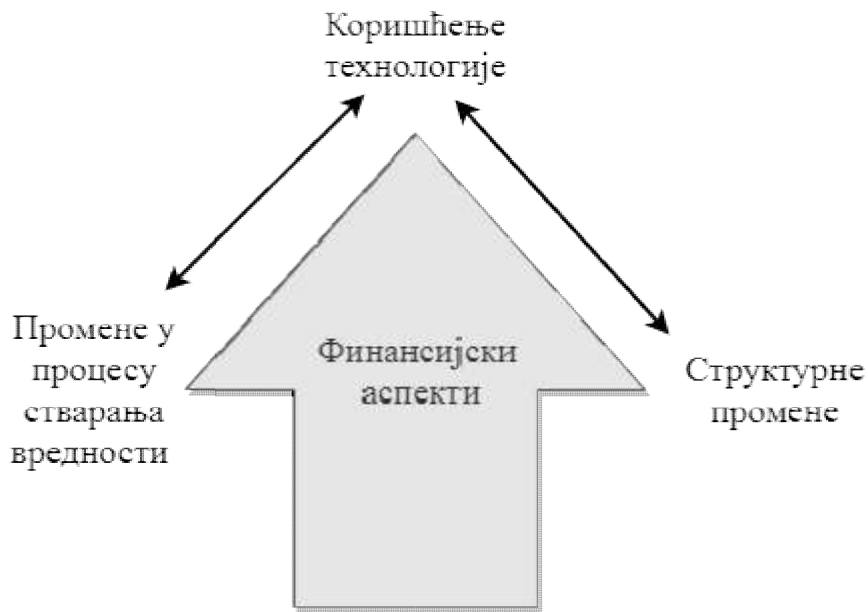 Коришћење
технологије
Промене у
процесу
стварања
вредности
Финансијски
аспекти
Структурне
промене